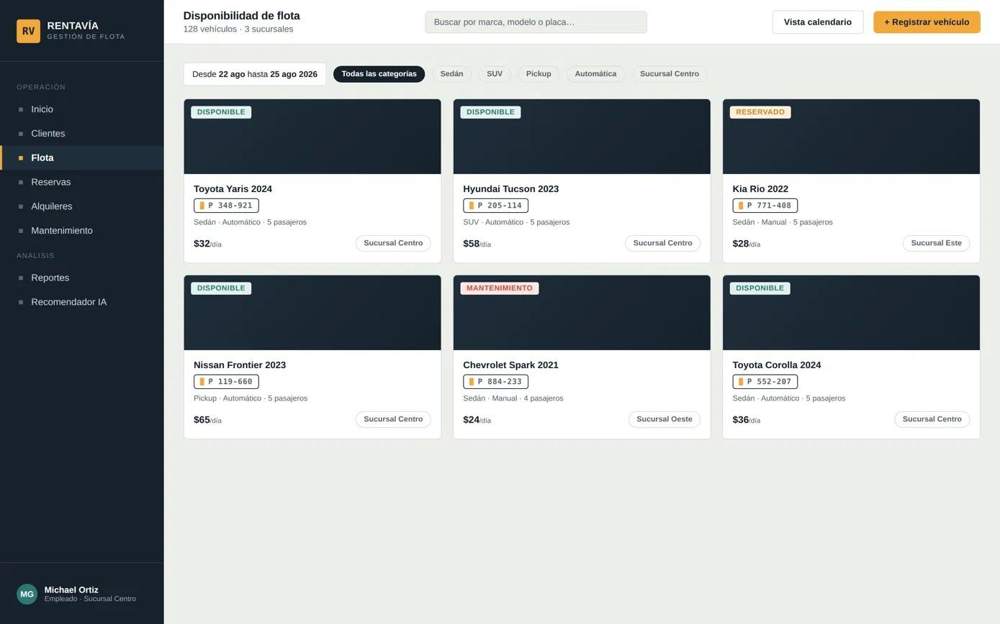 RV
RENTAVÍA
GESTIÓN DE FLOTA
OPERACIÓN
Inicio
Clientes
Flota
Reservas
Alquileres
Mantenimiento
ANÁLISIS
Reportes
Recomendador IA
MG
Michael Ortiz
Empleado · Sucursal Centro
Disponibilidad de flota
128 vehículos · 3 sucursales
Buscar por marca, modelo o placa…
Vista calendario
+ Registrar vehículo
Desde 22 ago hasta 25 ago 2026
Todas las categorías
Sedán
SUV
Pickup
Automática
Sucursal Centro
DISPONIBLE
Toyota Yaris 2024
P 348-921
Sedán · Automático · 5 pasajeros
$32/día
Sucursal Centro
DISPONIBLE
Hyundai Tucson 2023
P 205-114
SUV · Automático · 5 pasajeros
$58/día
Sucursal Centro
RESERVADO
Kia Rio 2022
P 771-408
Sedán · Manual · 5 pasajeros
$28/día
Sucursal Este
DISPONIBLE
Nissan Frontier 2023
P 119-660
Pickup · Automático · 5 pasajeros
$65/día
Sucursal Centro
MANTENIMIENTO
Chevrolet Spark 2021
P 884-233
Sedán · Manual · 4 pasajeros
$24/día
Sucursal Oeste
DISPONIBLE
Toyota Corolla 2024
P 552-207
Sedán · Automático · 5 pasajeros
$36/día
Sucursal Centro